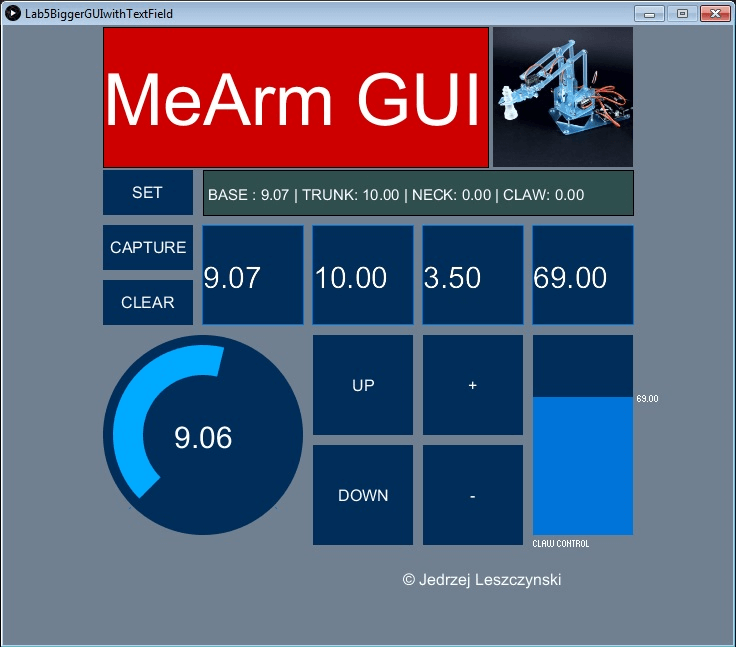 Lab5BiggerGUIwithTextField
MeArm GUI
SET
BASE : 9.07 | TRUNK: 10.00 | NECK: 0.00 | CLAW: 0.00
CAPTURE
CLEAR
9.07
10.00
3.50
69.00
9.06
UP
+
69.00
DOWN
-
CLAW CONTROL
© Jedrzej Leszczynski